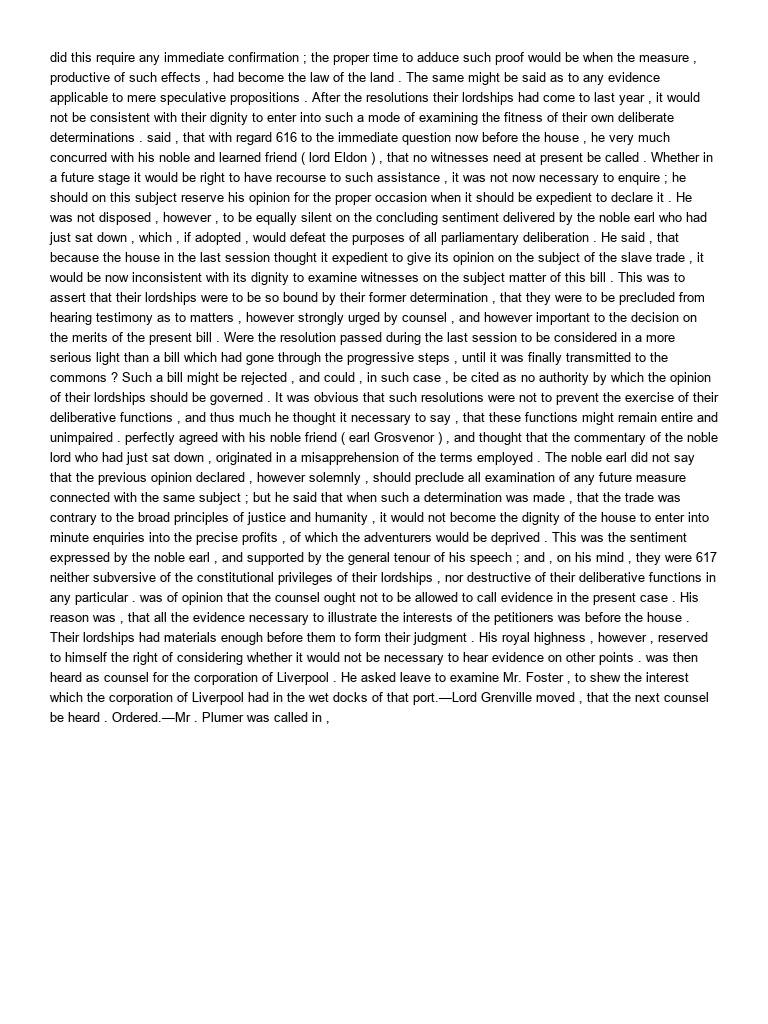 did this require any immediate confirmation ; the proper time to adduce such proof would be when the measure ,
productive of such effects , had become the law of the land . The same might be said as to any evidence
applicable to mere speculative propositions . After the resolutions their lordships had come to last year , it would
not be consistent with their dignity to enter into such a mode of examining the fitness of their own deliberate
determinations . said , that with regard 616 to the immediate question now before the house , he very much
concurred with his noble and learned friend ( lord Eldon ) , that no witnesses need at present be called . Whether in
a future stage it would be right to have recourse to such assistance , it was not now necessary to enquire ; he
should on this subject reserve his opinion for the proper occasion when it should be expedient to declare it . He
was not disposed , however , to be equally silent on the concluding sentiment delivered by the noble earl who had
just sat down , which , if adopted , would defeat the purposes of all parliamentary deliberation . He said , that
because the house in the last session thought it expedient to give its opinion on the subject of the slave trade , it
would be now inconsistent with its dignity to examine witnesses on the subject matter of this bill . This was to
assert that their lordships were to be so bound by their former determination , that they were to be precluded from
hearing testimony as to matters , however strongly urged by counsel , and however important to the decision on
the merits of the present bill . Were the resolution passed during the last session to be considered in a more
serious light than a bill which had gone through the progressive steps , until it was finally transmitted to the
commons ? Such a bill might be rejected , and could , in such case , be cited as no authority by which the opinion
of their lordships should be governed . It was obvious that such resolutions were not to prevent the exercise of their
deliberative functions , and thus much he thought it necessary to say , that these functions might remain entire and
unimpaired . perfectly agreed with his noble friend ( earl Grosvenor ) , and thought that the commentary of the noble
lord who had just sat down , originated in a misapprehension of the terms employed . The noble earl did not say
that the previous opinion declared , however solemnly , should preclude all examination of any future measure
connected with the same subject ; but he said that when such a determination was made , that the trade was
contrary to the broad principles of justice and humanity , it would not become the dignity of the house to enter into
minute enquiries into the precise profits , of which the adventurers would be deprived . This was the sentiment
expressed by the noble earl , and supported by the general tenour of his speech ; and , on his mind , they were 617
neither subversive of the constitutional privileges of their lordships , nor destructive of their deliberative functions in
any particular . was of opinion that the counsel ought not to be allowed to call evidence in the present case . His
reason was , that all the evidence necessary to illustrate the interests of the petitioners was before the house .
Their lordships had materials enough before them to form their judgment . His royal highness , however , reserved
to himself the right of considering whether it would not be necessary to hear evidence on other points . was then
heard as counsel for the corporation of Liverpool . He asked leave to examine Mr. Foster , to shew the interest
which the corporation of Liverpool had in the wet docks of that port.—Lord Grenville moved , that the next counsel
be heard . Ordered.—Mr . Plumer was called in ,